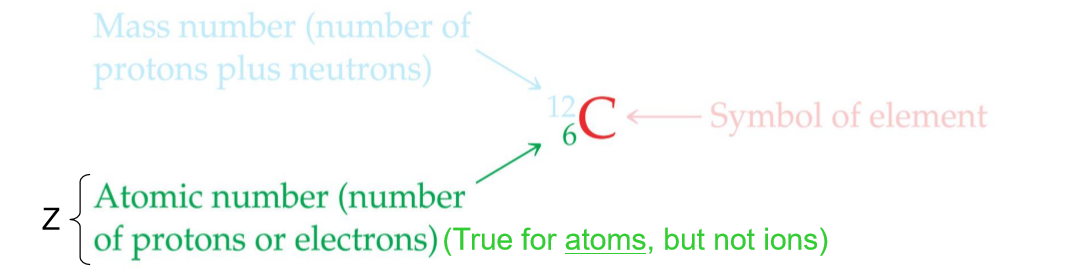 Mass number (number of
protons plus neutrons)
12
6
C
Symbol of element
Z
Atomic number (number
of protons or electrons) (True for atoms, but not ions)